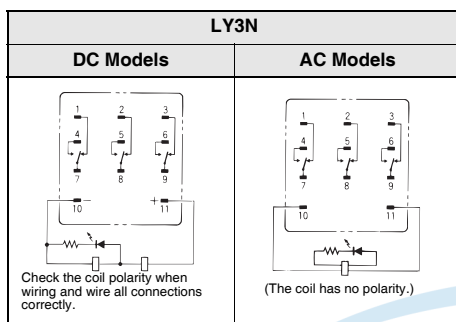 LY3N
DC Models
AC Models
1 2 3
4 5 6
7 8 9
− +
10 11
Check the coil polarity when
wiring and wire all connections
correctly.
1 2 3
4 5 6
7 8 9
10 11
(The coil has no polarity.)